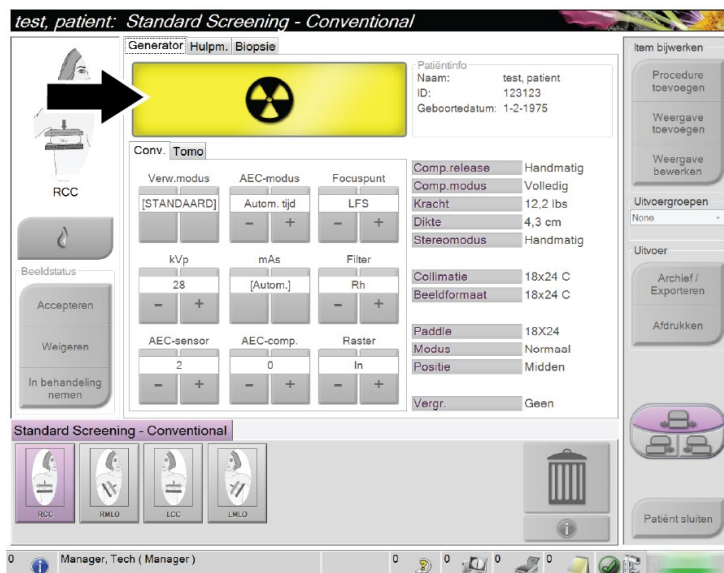 test, patient: Standard Screening - Conventional
Generator Hulpm. Biopsie
Patiëntinfo
Naam: test, patient
ID: 123123
Geboortedatum: 1-2-1975
RCC
Beeldstatus
Accepteren
Weigeren
In behandeling
nemen
Conv. Tomo
Verw.modus AEC-modus Focuspunt
[STANDAARD] Autom. tijd LFS
- + - +
kVp mAs Filter
28 [Autom.] Rh
- + - +
AEC-sensor AEC-comp. Raster
2 0 In
- + - + - +
Comp.release Handmatig
Comp.modus Volledig
Kracht 12,2 lbs
Dikte 4,3 cm
Stereomodus Handmatig
Collimatie 18x24 C
Beeldformaat 18x24 C
Paddle 18X24
Modus Normaal
Positie Midden
Vergr. Geen
Item bijwerken
Procedure
toevoegen
Weergave
toevoegen
Weergave
bewerken
Uitvoergroepen
None
Uitvoer
Archief /
Exporteren
Afdrukken
Patiënt sluiten
Standard Screening - Conventional
RCC RMLO LCC LMLO
0 Manager, Tech ( Manager ) 0 0 0 0